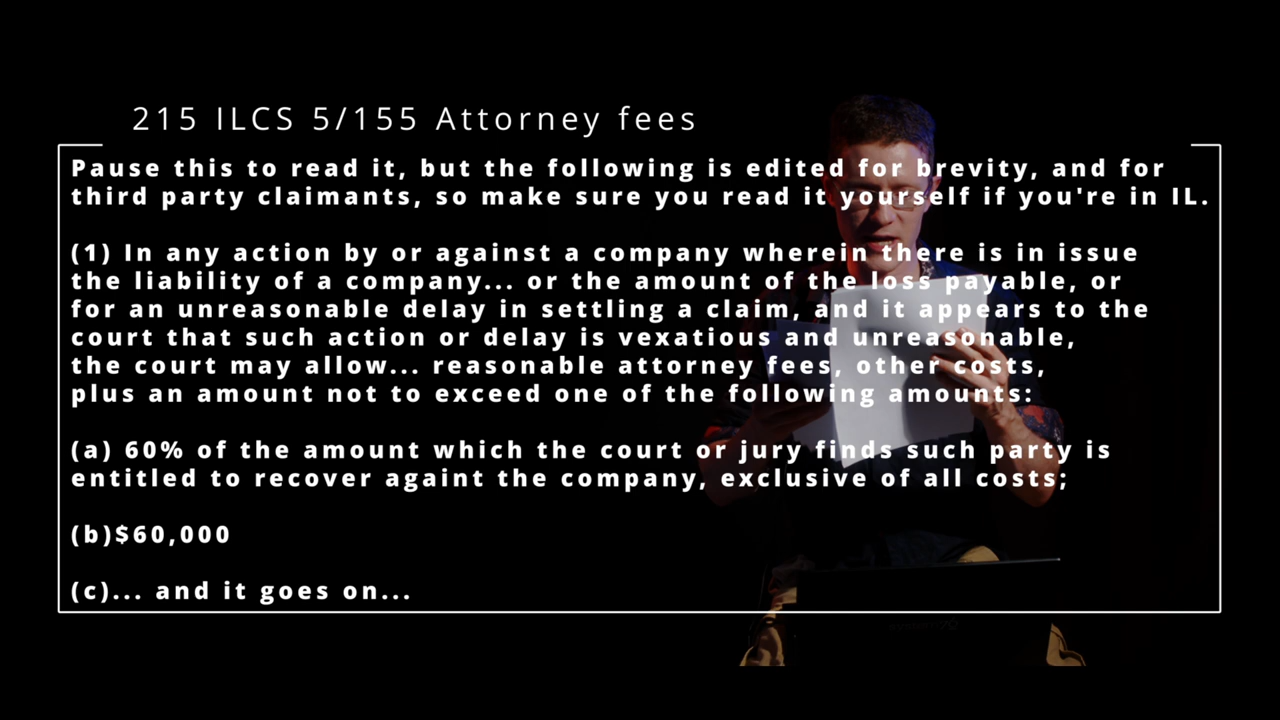 215 ILCS 5/155 Attorney fees
Pause this to read it, but the following is edited for brevity, and for
third party claimants, so make sure you read it yourself if you're in IL.
(1) In any action by or against a company wherein there is in issue
the liability of a company... or the amount of the loss payable, or
for an unreasonable delay in settling a claim, and it appears to the
court that such action or delay is vexatious and unreasonable,
the court may allow... reasonable attorney fees, other costs,
plus an amount not to exceed one of the following amounts:
(a) 60% of the amount which the court or jury finds such party is
entitled to recover againt the company, exclusive of all costs;
(b)$60,000
(c)... and it goes on...